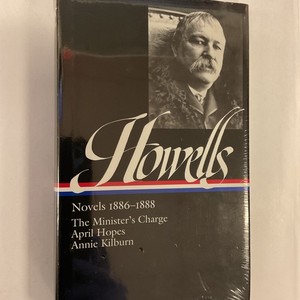 Howells
Novels 1886–1888
The Minister's Charge
April Hopes
Annie Kilburn